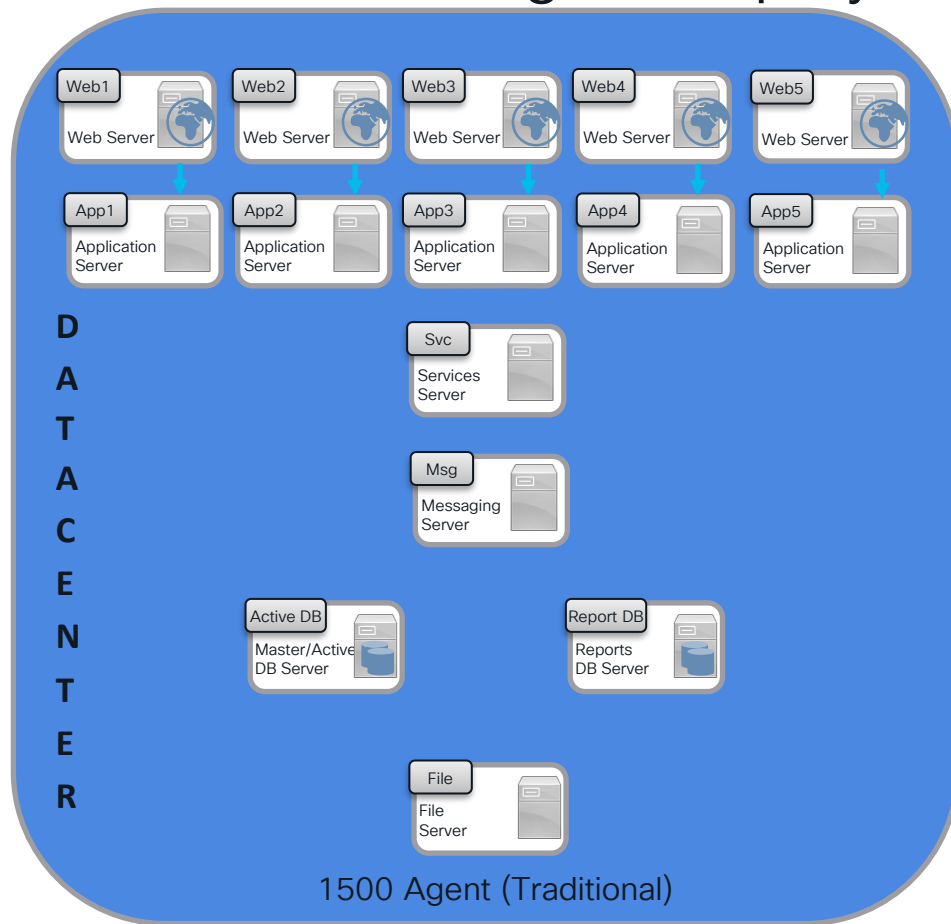 Web1
Web Server
Web2
Web Server
Web3
Web Server
Web4
Web Server
Web5
Web Server
App1
Application
Server
App2
Application
Server
App3
Application
Server
App4
Application
Server
App5
Application
Server
D
A
T
A
C
E
N
T
E
R
Svc
Services
Server
Msg
Messaging
Server
Active DB
Master/Active
DB Server
Report DB
Reports
DB Server
File
File
Server
1500 Agent (Traditional)